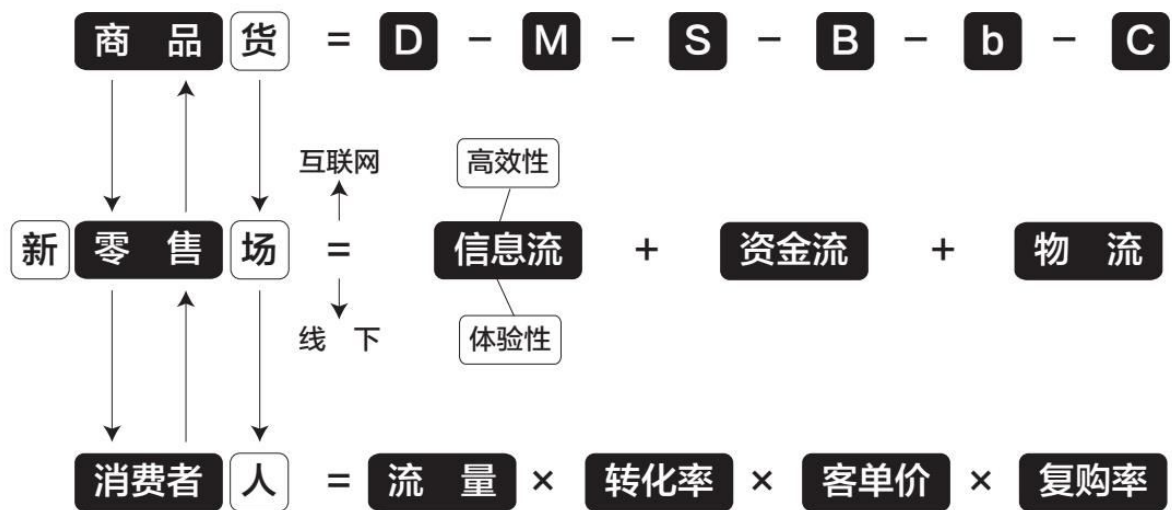 商 品 货 = D - M - S - B - b - C
互联网 高效性
新 零 售 场 = 信息流 + 资金流 + 物 流
线 下 体验性
消费者 人 = 流 量 × 转化率 × 客单价 × 复购率